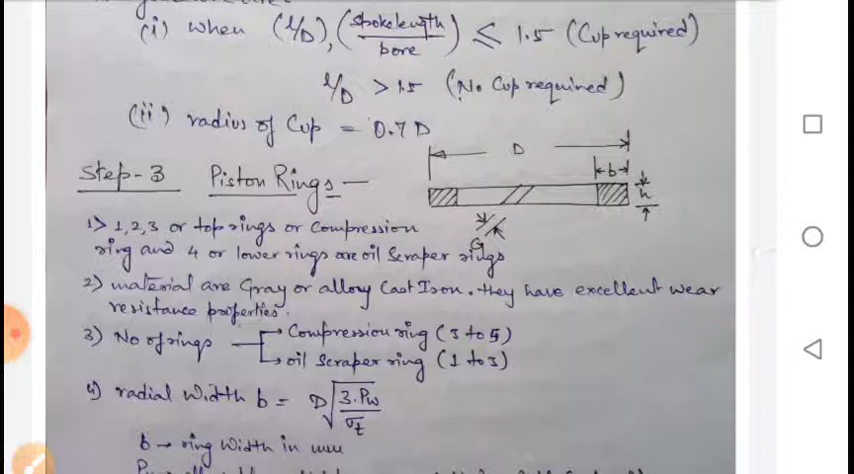 (i) when (l/D), (stroke length / bore) ≤ 1.5 (Cup required)
l/D > 1.5 (No Cup required)
(ii) radius of Cup = 0.7 D
Step-3 Piston Rings —
D
b
h
G
1> 1,2,3 or top rings or Compression
ring and 4 or lower rings are oil Scraper rings
2) material are Gray or alloy Cast Iron. they have excellent wear
resistance properties.
3) No of rings → Compression ring (3 to 5)
→ oil Scraper ring (1 to 3)
4) radial width b = D √(3.Pw / σt)
b → ring width in mm